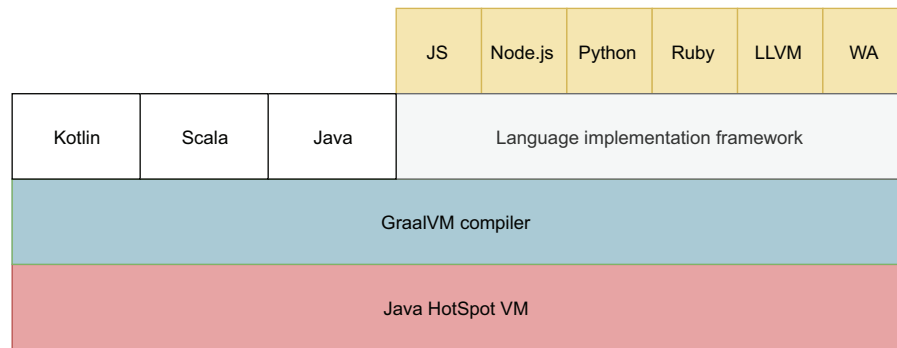 JS
Node.js
Python
Ruby
LLVM
WA
Kotlin
Scala
Java
Language implementation framework
GraalVM compiler
Java HotSpot VM